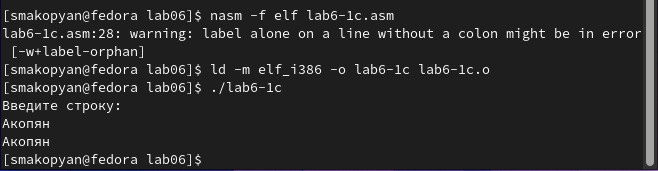 [smakopyan@fedora lab06]$ nasm -f elf lab6-1c.asm
lab6-1c.asm:28: warning: label alone on a line without a colon might be in error
[-w+label-orphan]
[smakopyan@fedora lab06]$ ld -m elf_i386 -o lab6-1c lab6-1c.o
[smakopyan@fedora lab06]$ ./lab6-1c
Введите строку:
Акопян
Акопян
[smakopyan@fedora lab06]$